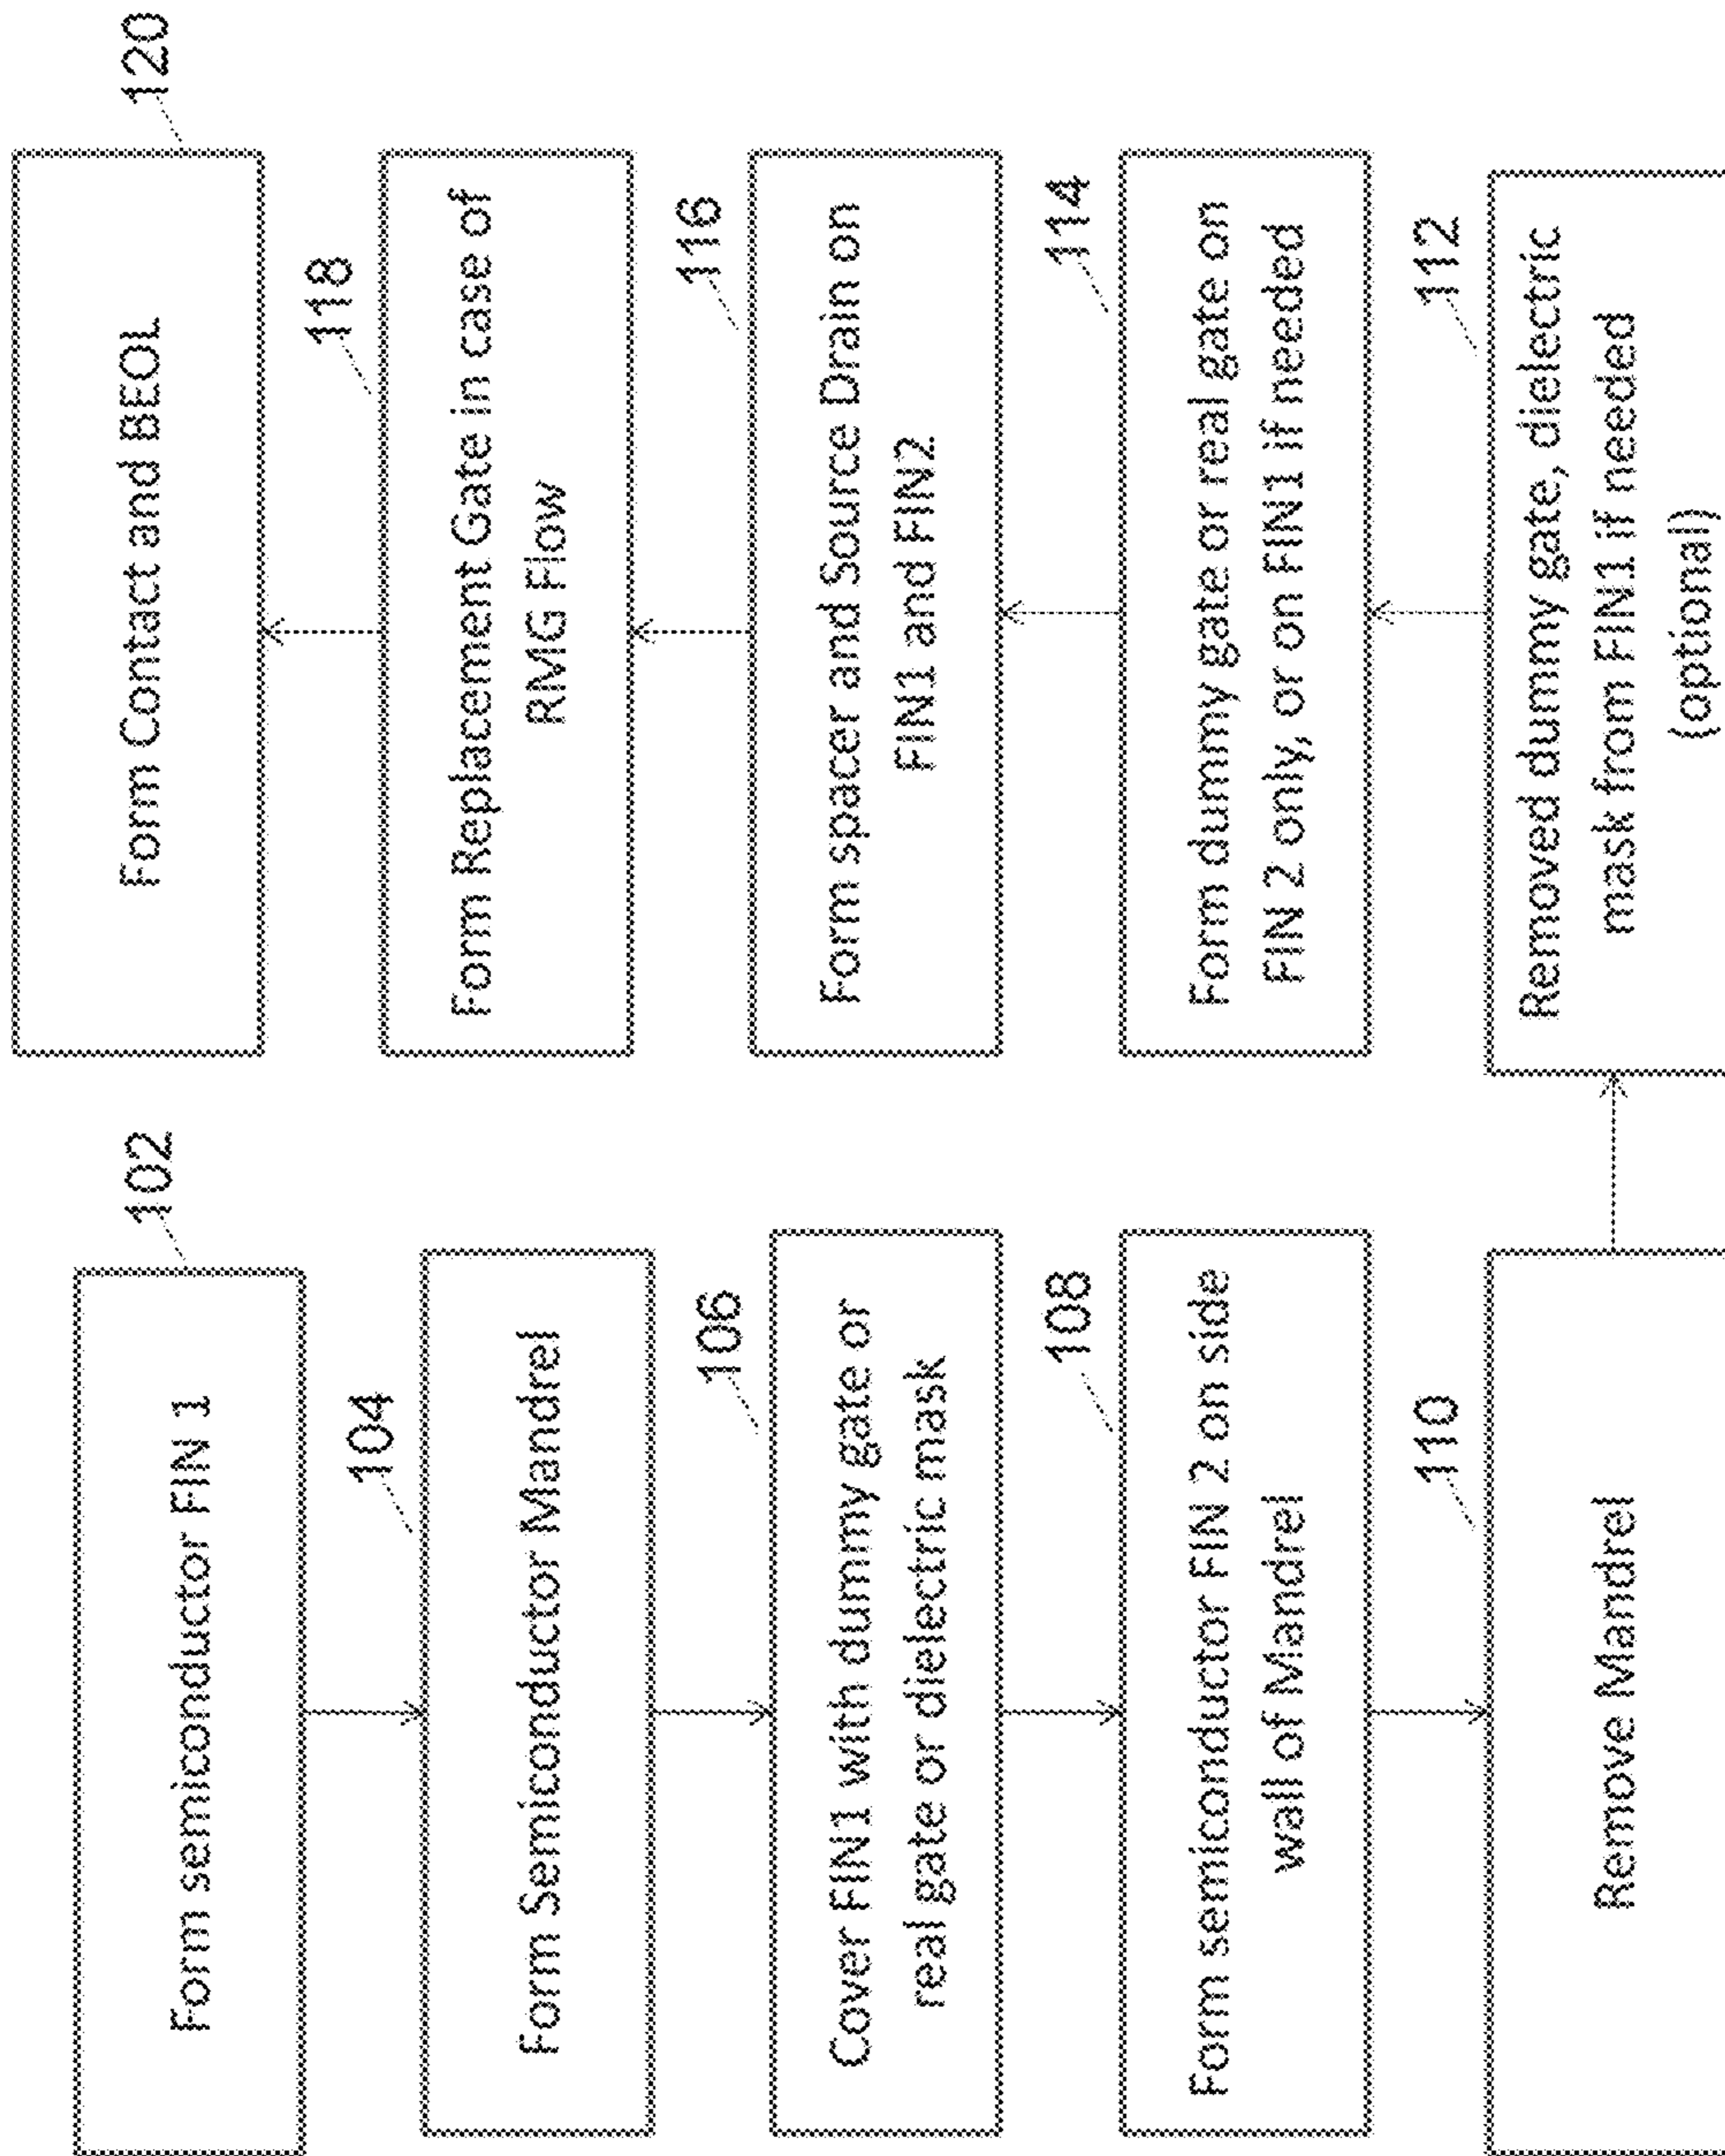 102
Form semiconductor FIN 1
104
Form Semiconductor Mandrel
106
Cover FIN1 with dummy gate or
real gate or dielectric mask
108
Form semiconductor FIN 2 on side
wall of Mandrel
110
Remove Mandrel
112
Removed dummy gate, dielectric
mask from FIN1 if needed
(optional)
114
Form dummy gate or real gate on
FIN 2 only, or on FIN1 if needed
116
Form spacer and Source Drain on
FIN1 and FIN2
118
Form Replacement Gate in case of
RMG Flow
120
Form Contact and BEOL